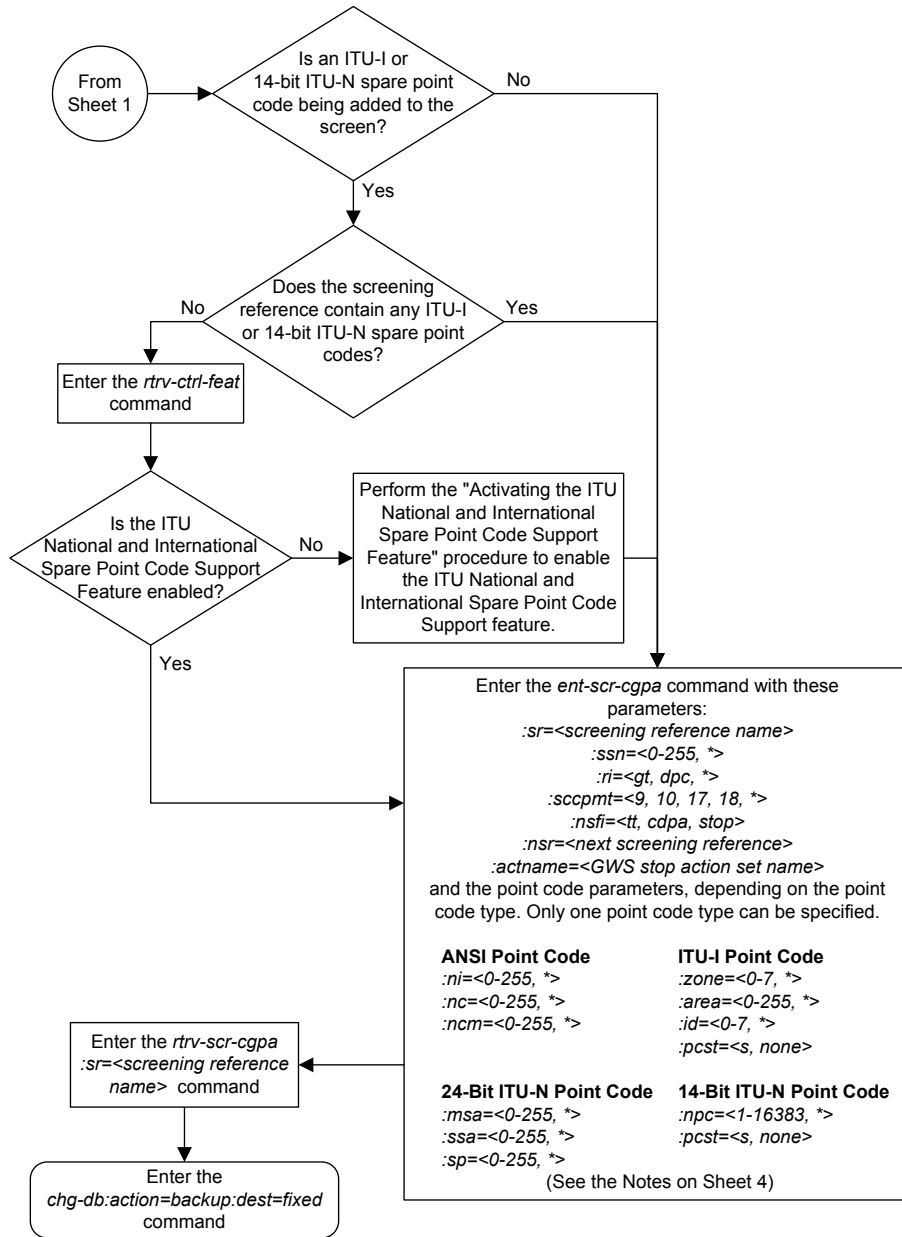 From
Sheet 1
Is an ITU-I or
14-bit ITU-N spare point
code being added to the
screen?
No
Yes
Does the screening
reference contain any ITU-I
or 14-bit ITU-N spare point
codes?
No
Yes
Enter the rtrv-ctrl-feat
command
Is the ITU
National and International
Spare Point Code Support
Feature enabled?
No
Yes
Perform the "Activating the ITU
National and International
Spare Point Code Support
Feature" procedure to enable
the ITU National and
International Spare Point Code
Support feature.
Enter the ent-scr-cgpa command with these
parameters:
:sr=<screening reference name>
:ssn=<0-255, *>
:ri=<gt, dpc, *>
:sccpmt=<9, 10, 17, 18, *>
:nsfi=<tt, cdpa, stop>
:nsr=<next screening reference>
:actname=<GWS stop action set name>
and the point code parameters, depending on the point
code type. Only one point code type can be specified.
ANSI Point Code
:ni=<0-255, *>
:nc=<0-255, *>
:ncm=<0-255, *>
ITU-I Point Code
:zone=<0-7, *>
:area=<0-255, *>
:id=<0-7, *>
:pcst=<s, none>
24-Bit ITU-N Point Code
:msa=<0-255, *>
:ssa=<0-255, *>
:sp=<0-255, *>
14-Bit ITU-N Point Code
:npc=<1-16383, *>
:pcst=<s, none>
(See the Notes on Sheet 4)
Enter the rtrv-scr-cgpa
:sr=<screening reference
name> command
Enter the
chg-db:action=backup:dest=fixed
command